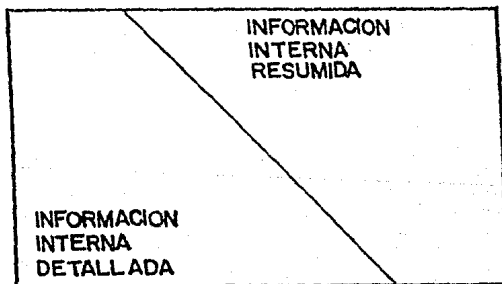 INFORMACION
INTERNA
RESUMIDA
INFORMACION
INTERNA
DETALLADA